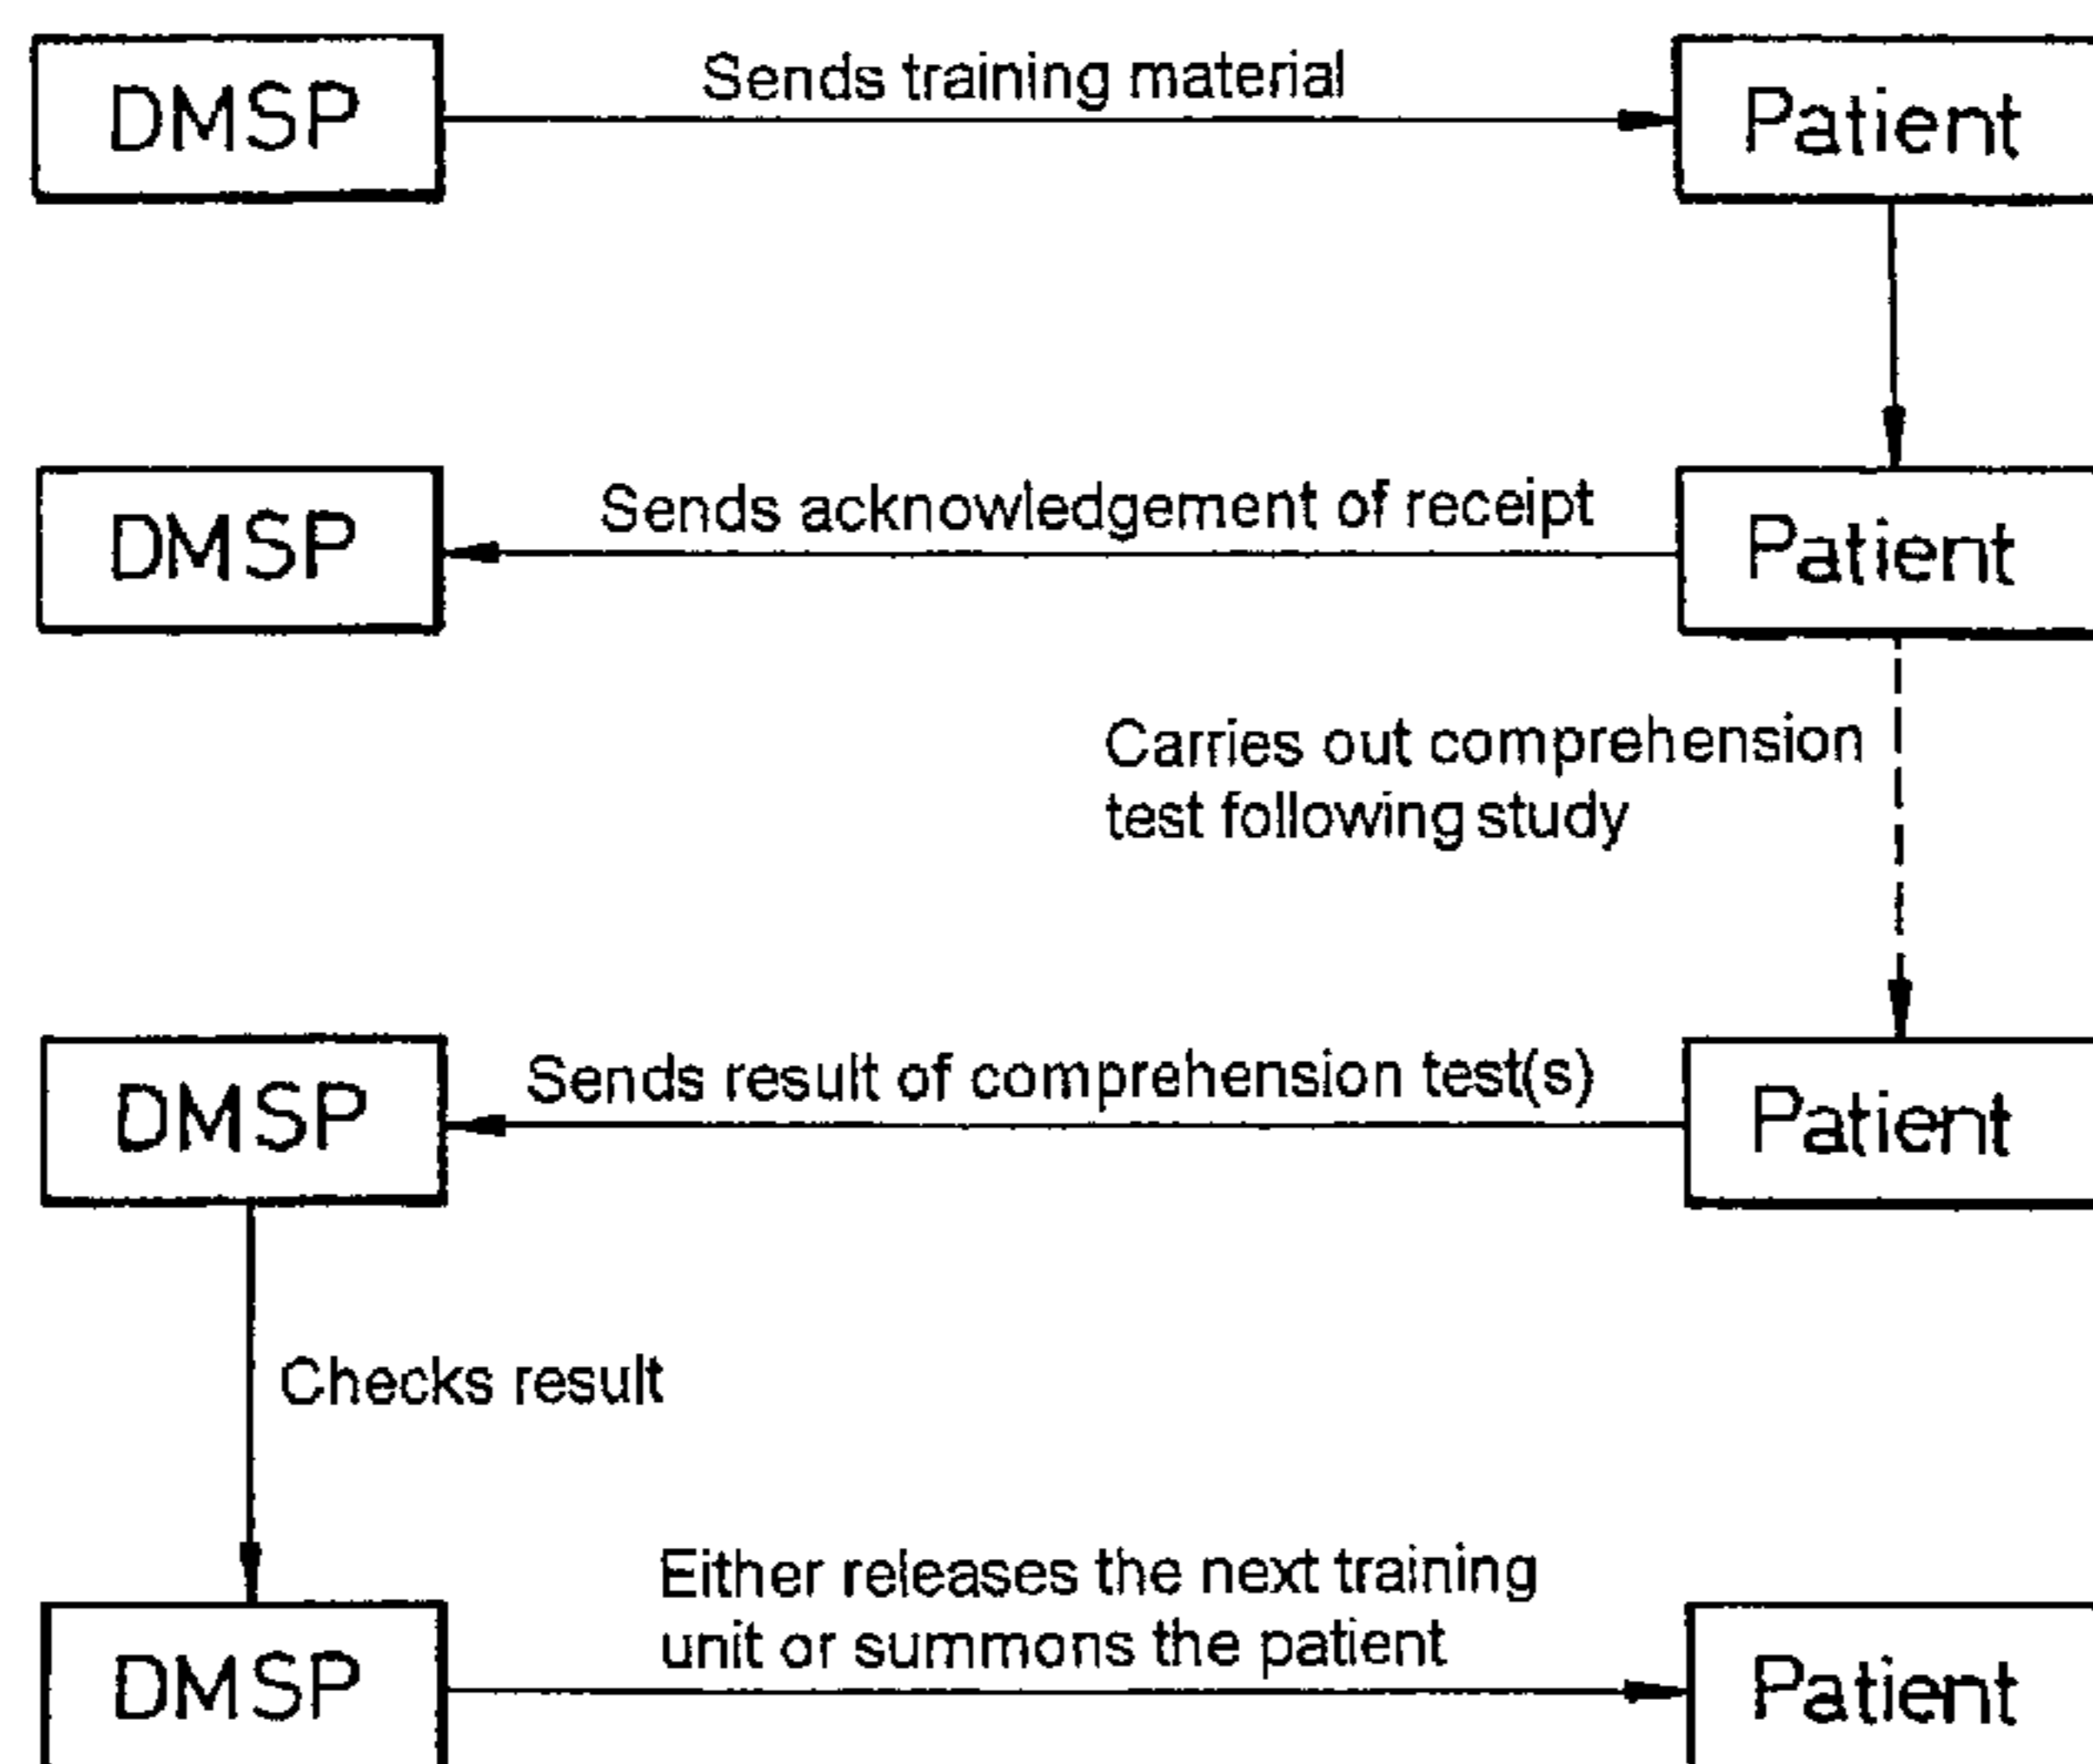 DMSP
Sends training material
Patient
DMSP
Sends acknowledgement of receipt
Patient
Carries out comprehension
test following study
DMSP
Sends result of comprehension test(s)
Patient
Checks result
DMSP
Either releases the next training
unit or summons the patient
Patient